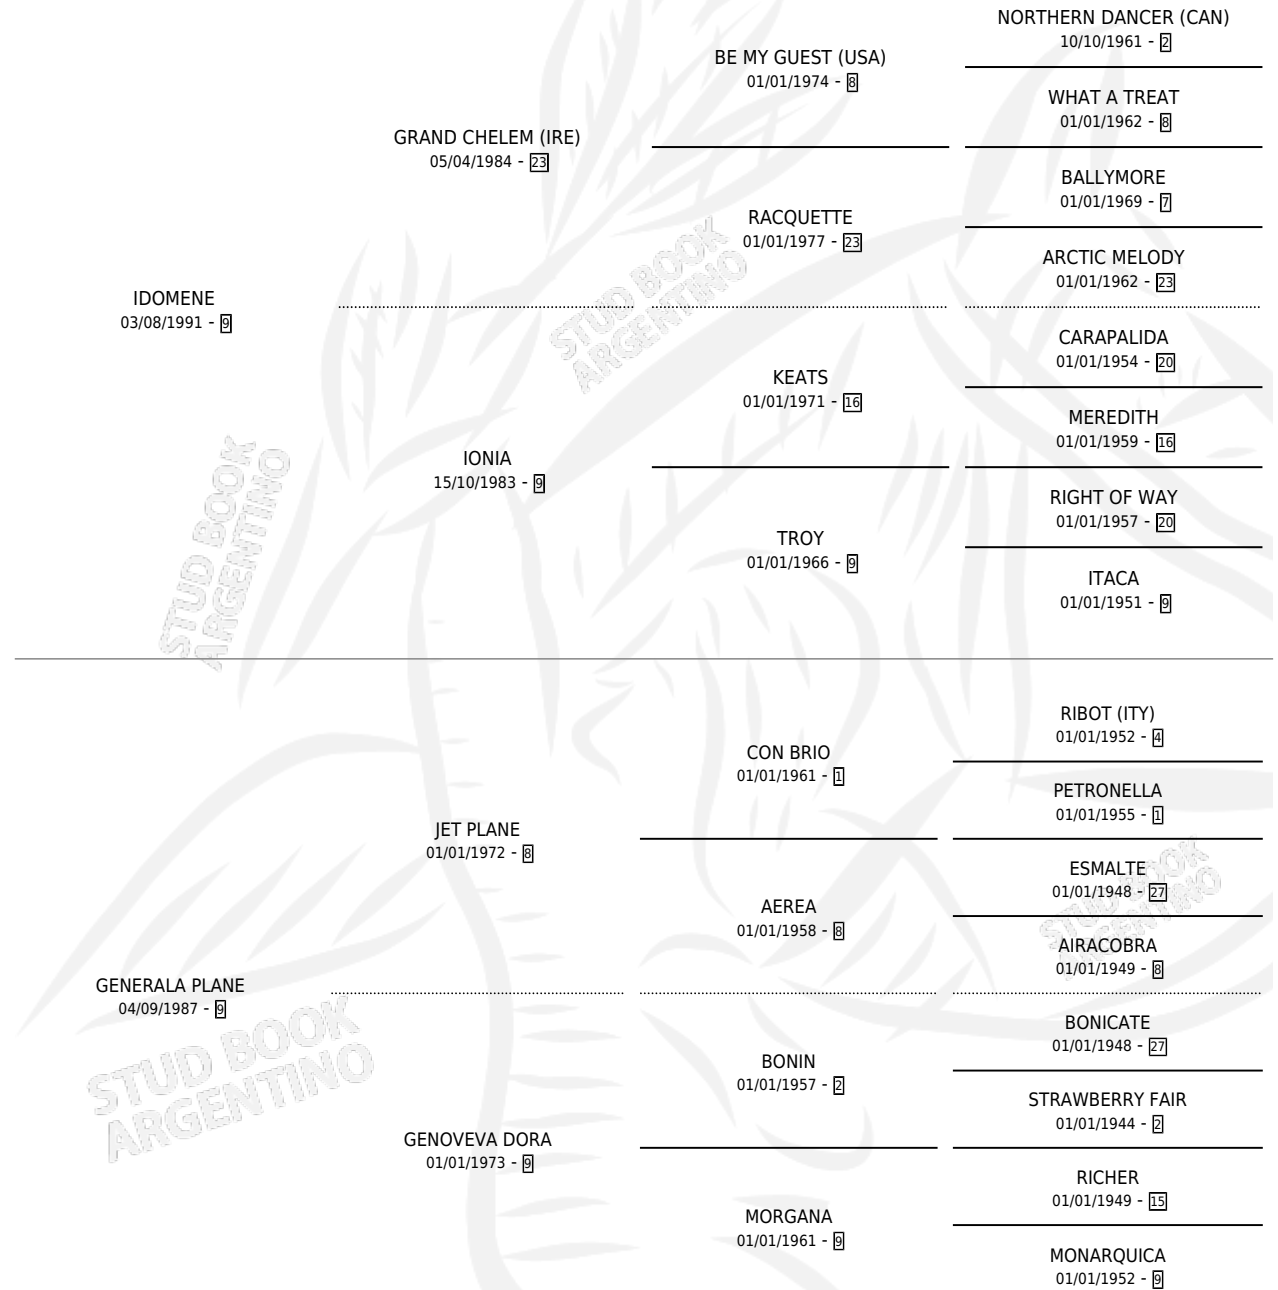 NORTHERN DANCER (CAN)
10/10/1961 - 2
BE MY GUEST (USA)
01/01/1974 - 8
WHAT A TREAT
01/01/1962 - 8
GRAND CHELEM (IRE)
05/04/1984 - 23
BALLYMORE
01/01/1969 - 7
RACQUETTE
01/01/1977 - 23
ARCTIC MELODY
01/01/1962 - 23
IDOMENE
03/08/1991 - 9
STUD BOOK
ARGENTINO
CARAPALIDA
01/01/1954 - 20
KEATS
01/01/1971 - 16
MEREDITH
01/01/1959 - 16
IONIA
15/10/1983 - 9
STUD BOOK
ARGENTINO
RIGHT OF WAY
01/01/1957 - 20
TROY
01/01/1966 - 9
ITACA
01/01/1951 - 9
RIBOT (ITY)
01/01/1952 - 4
CON BRIO
01/01/1961 - 1
PETRONELLA
01/01/1955 - 1
JET PLANE
01/01/1972 - 8
ESMALTE
01/01/1948 - 27
STUD BOOK
ARGENTINO
AEREA
01/01/1958 - 8
AIRACOBRA
01/01/1949 - 8
GENERALA PLANE
04/09/1987 - 9
STUD BOOK
ARGENTINO
BONICATE
01/01/1948 - 27
BONIN
01/01/1957 - 2
STRAWBERRY FAIR
01/01/1944 - 2
GENOVEVA DORA
01/01/1973 - 9
RICHER
01/01/1949 - 15
MORGANA
01/01/1961 - 9
MONARQUICA
01/01/1952 - 9